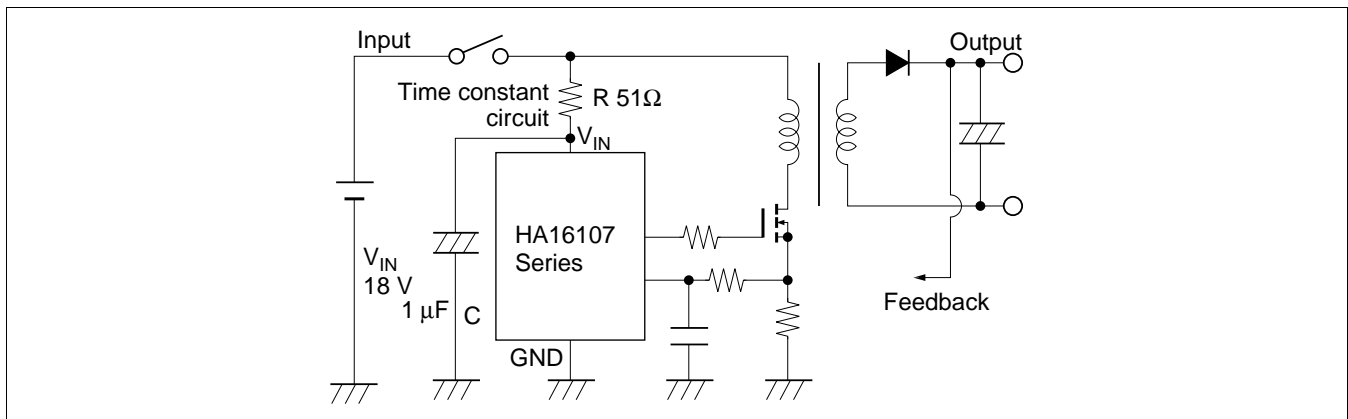 Input
Output
Time constant
circuit
R 51Ω
V_IN
HA16107
Series
V_IN
18 V
1 μF
C
GND
Feedback